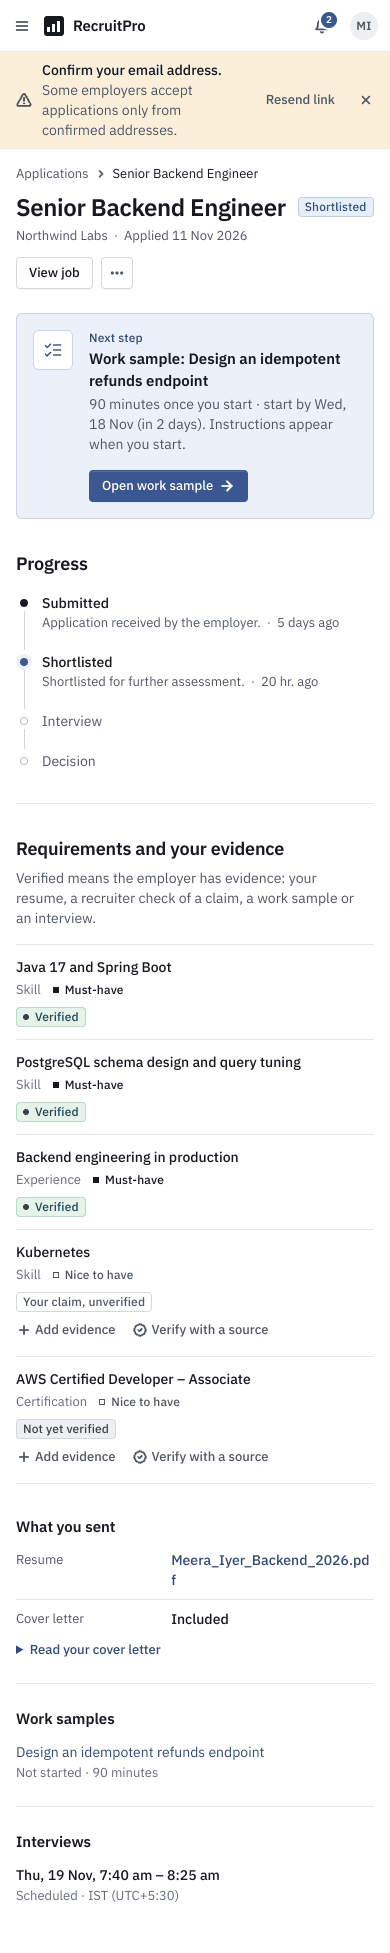 RecruitPro
2
MI
Confirm your email address.
Some employers accept
applications only from
confirmed addresses.
Resend link
Applications
Senior Backend Engineer
Senior Backend Engineer
Shortlisted
Northwind Labs · Applied 11 Nov 2026
View job
Next step
Work sample: Design an idempotent
refunds endpoint
90 minutes once you start · start by Wed,
18 Nov (in 2 days). Instructions appear
when you start.
Open work sample
Progress
Submitted
Application received by the employer. · 5 days ago
Shortlisted
Shortlisted for further assessment. · 20 hr. ago
Interview
Decision
Requirements and your evidence
Verified means the employer has evidence: your
resume, a recruiter check of a claim, a work sample or
an interview.
Java 17 and Spring Boot
Skill Must-have
Verified
PostgreSQL schema design and query tuning
Skill Must-have
Verified
Backend engineering in production
Experience Must-have
Verified
Kubernetes
Skill Nice to have
Your claim, unverified
Add evidence Verify with a source
AWS Certified Developer – Associate
Certification Nice to have
Not yet verified
Add evidence Verify with a source
What you sent
Resume Meera_Iyer_Backend_2026.pd
f
Cover letter Included
Read your cover letter
Work samples
Design an idempotent refunds endpoint
Not started · 90 minutes
Interviews
Thu, 19 Nov, 7:40 am – 8:25 am
Scheduled · IST (UTC+5:30)